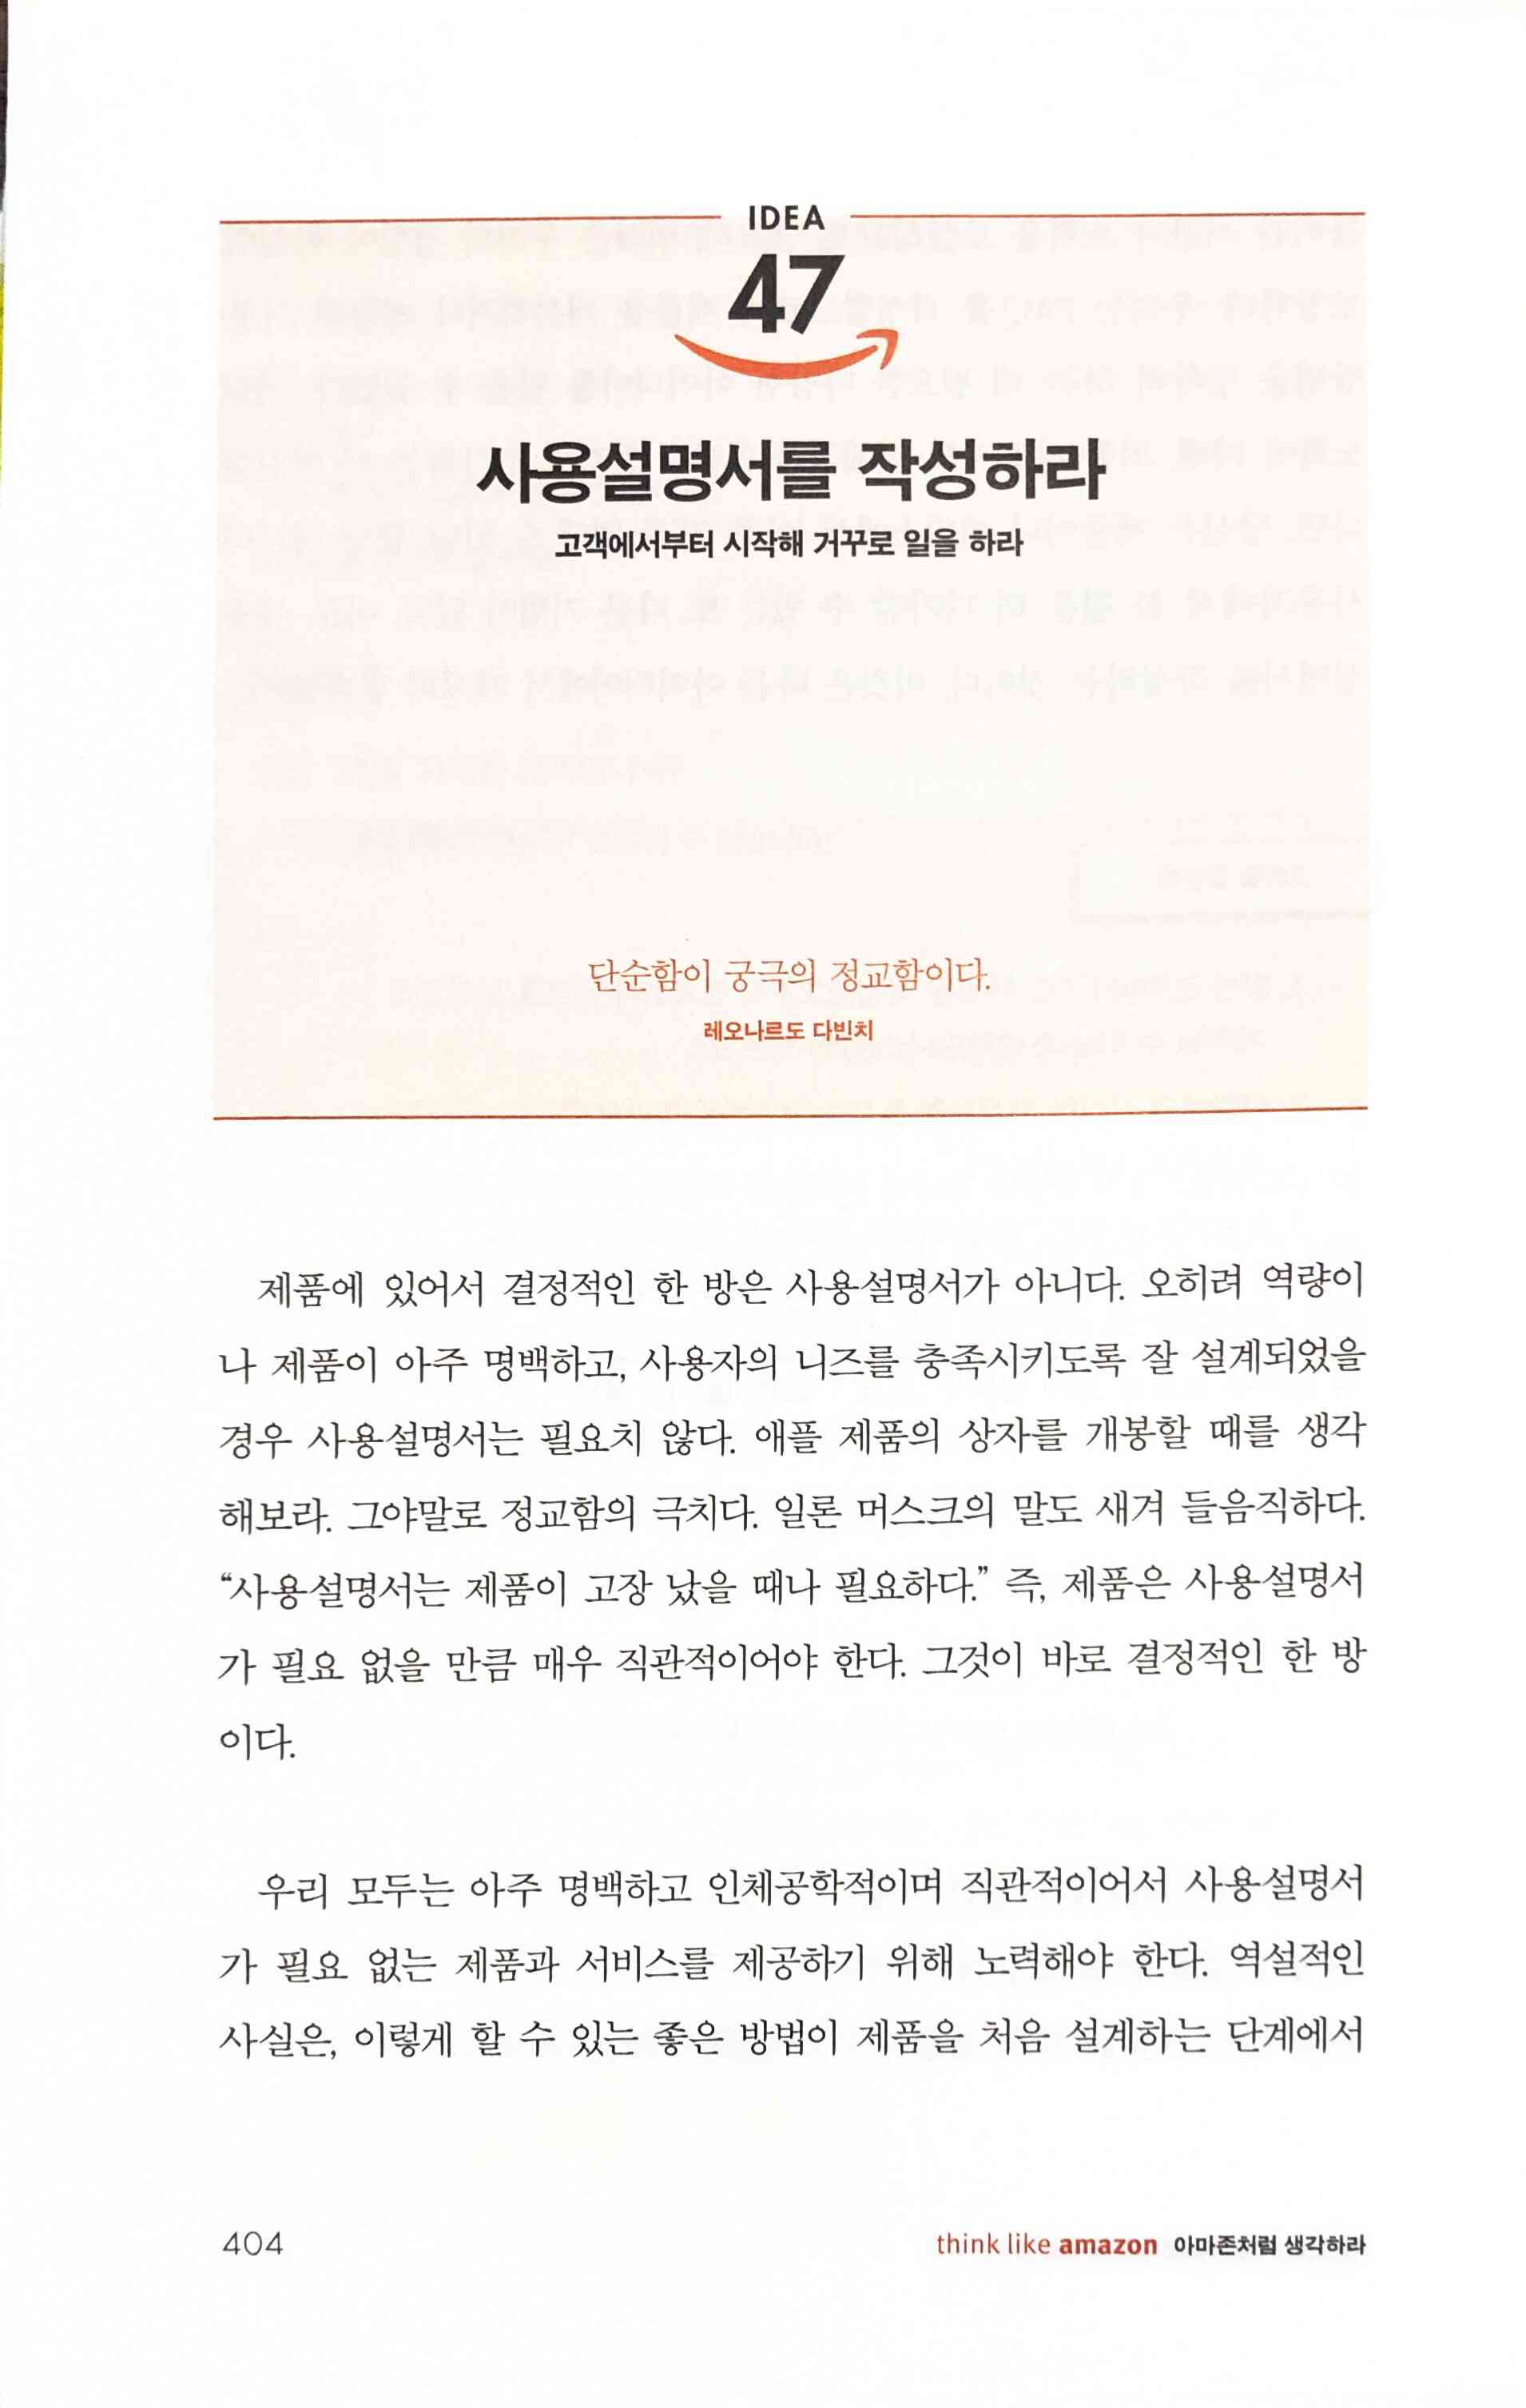 IDEA
47
사용설명서를 작성하라
고객에서부터 시작해 거꾸로 일을 하라
단순함이 궁극의 정교함이다.
레오나르도 다빈치
제품에 있어서 결정적인 한 방은 사용설명서가 아니다. 오히려 역량이
나 제품이 아주 명백하고, 사용자의 니즈를 충족시키도록 잘 설계되었을
경우 사용설명서는 필요치 않다. 애플 제품의 상자를 개봉할 때를 생각
해보라. 그야말로 정교함의 극치다. 일론 머스크의 말도 새겨 들음직하다.
“사용설명서는 제품이 고장 났을 때나 필요하다.” 즉, 제품은 사용설명서
가 필요 없을 만큼 매우 직관적이어야 한다. 그것이 바로 결정적인 한 방
이다.
우리 모두는 아주 명백하고 인체공학적이며 직관적이어서 사용설명서
가 필요 없는 제품과 서비스를 제공하기 위해 노력해야 한다. 역설적인
사실은, 이렇게 할 수 있는 좋은 방법이 제품을 처음 설계하는 단계에서
404
think like amazon 아마존처럼 생각하라